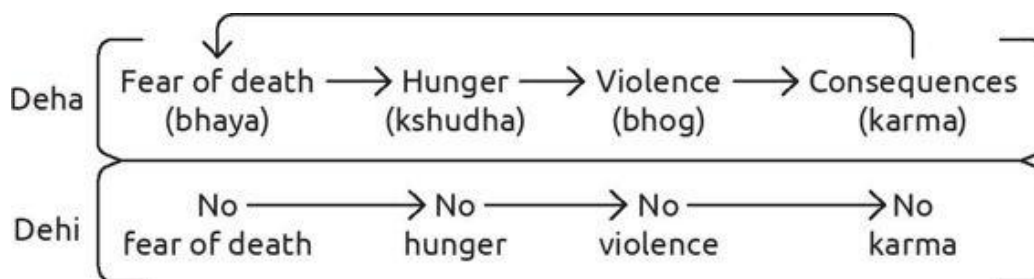 Deha
Fear of death Hunger Violence Consequences
(bhaya) (kshudha) (bhog) (karma)
Dehi
No No No No
fear of death hunger violence karma